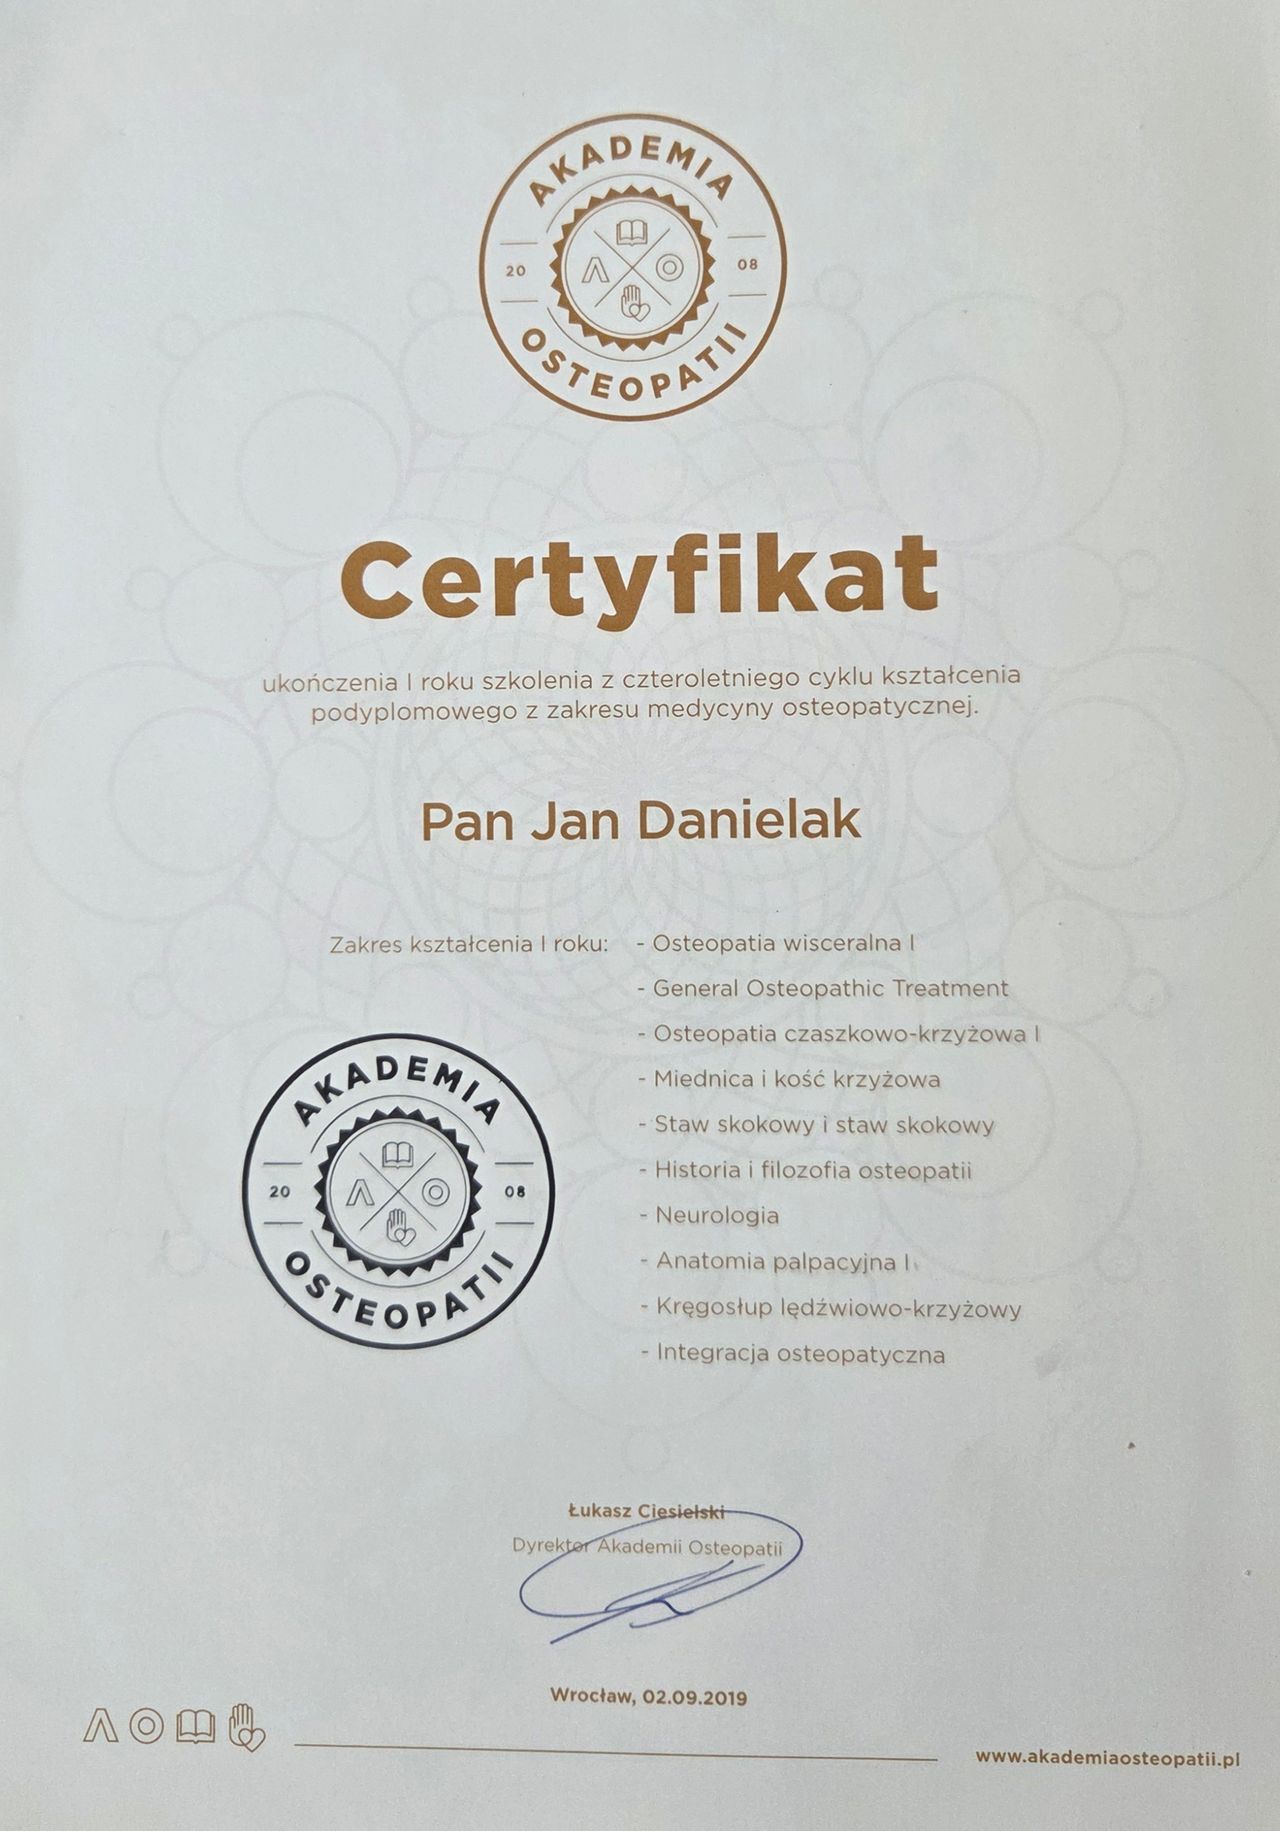 AKADEMIA
20 08
OSTEOPATII
Certyfikat
ukończenia I roku szkolenia z czteroletniego cyklu kształcenia
podyplomowego z zakresu medycyny osteopatycznej.
Pan Jan Danielak
Zakres kształcenia I roku: - Osteopatia wisceralna I
- General Osteopathic Treatment
- Osteopatia czaszkowo-krzyżowa I
- Miednica i kość krzyżowa
- Staw skokowy i staw skokowy
- Historia i filozofia osteopatii
- Neurologia
- Anatomia palpacyjna I
- Kręgosłup lędźwiowo-krzyżowy
- Integracja osteopatyczna
AKADEMIA
20 08
OSTEOPATII
Łukasz Ciesielski
Dyrektor Akademii Osteopatii
Wrocław, 02.09.2019
www.akademiaosteopatii.pl